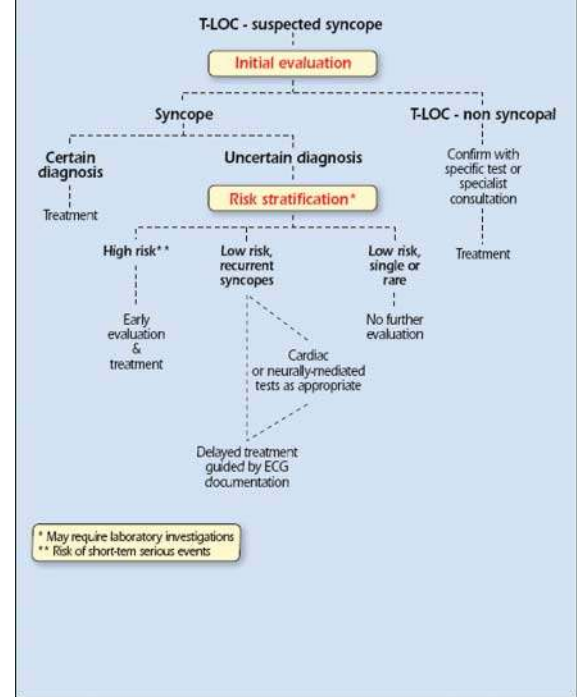 T-LOC - suspected syncope
Initial evaluation
Syncope
T-LOC - non syncopal
Certain
diagnosis
Uncertain diagnosis
Confirm with
specific test or
specialist
consultation
Treatment
Risk stratification*
High risk**
Low risk,
recurrent
syncopes
Low risk,
single or
rare
Treatment
Early
evaluation
&
treatment
No further
evaluation
Cardiac
or neurally-mediated
tests as appropriate
Delayed treatment
guided by ECG
documentation
* May require laboratory investigations
** Risk of short-tem serious events